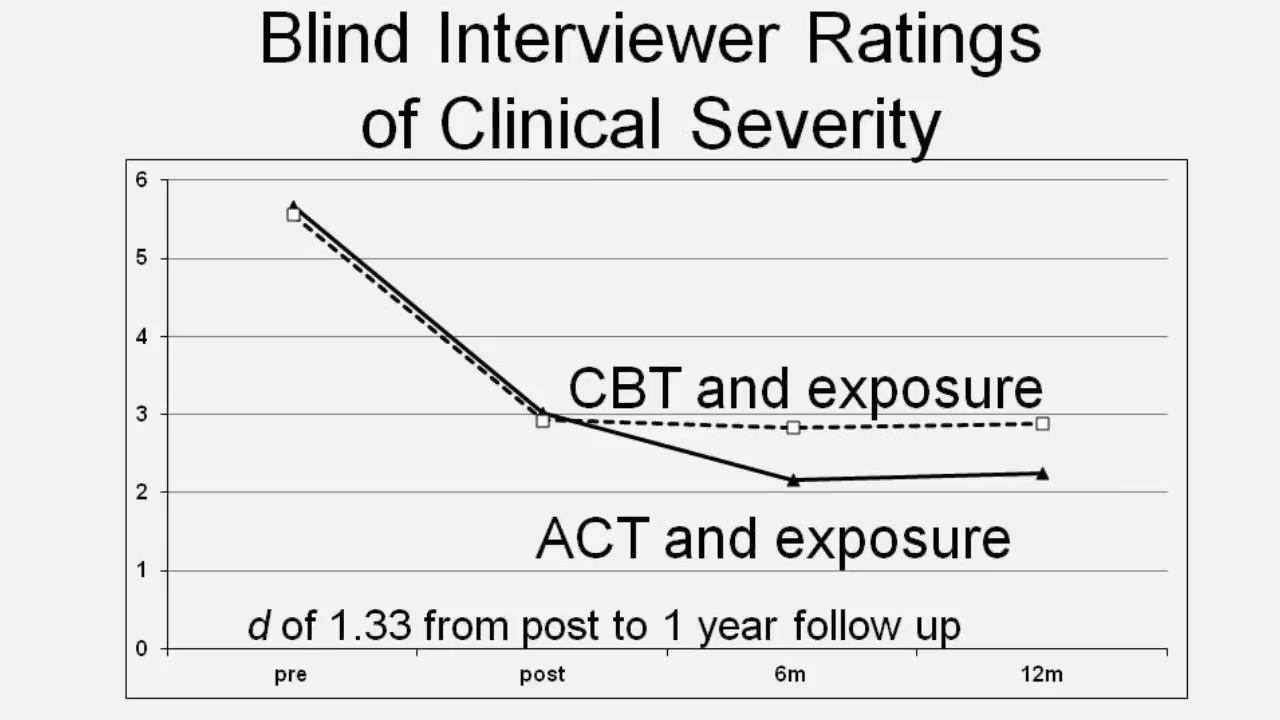 Blind Interviewer Ratings
of Clinical Severity
6
5
4
3
2
1
0
CBT and exposure
ACT and exposure
d of 1.33 from post to 1 year follow up
pre post 6m 12m